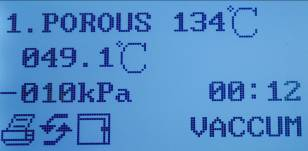 1.POROUS 134℃
049.1℃
-010kPa 00:12
VACCUM